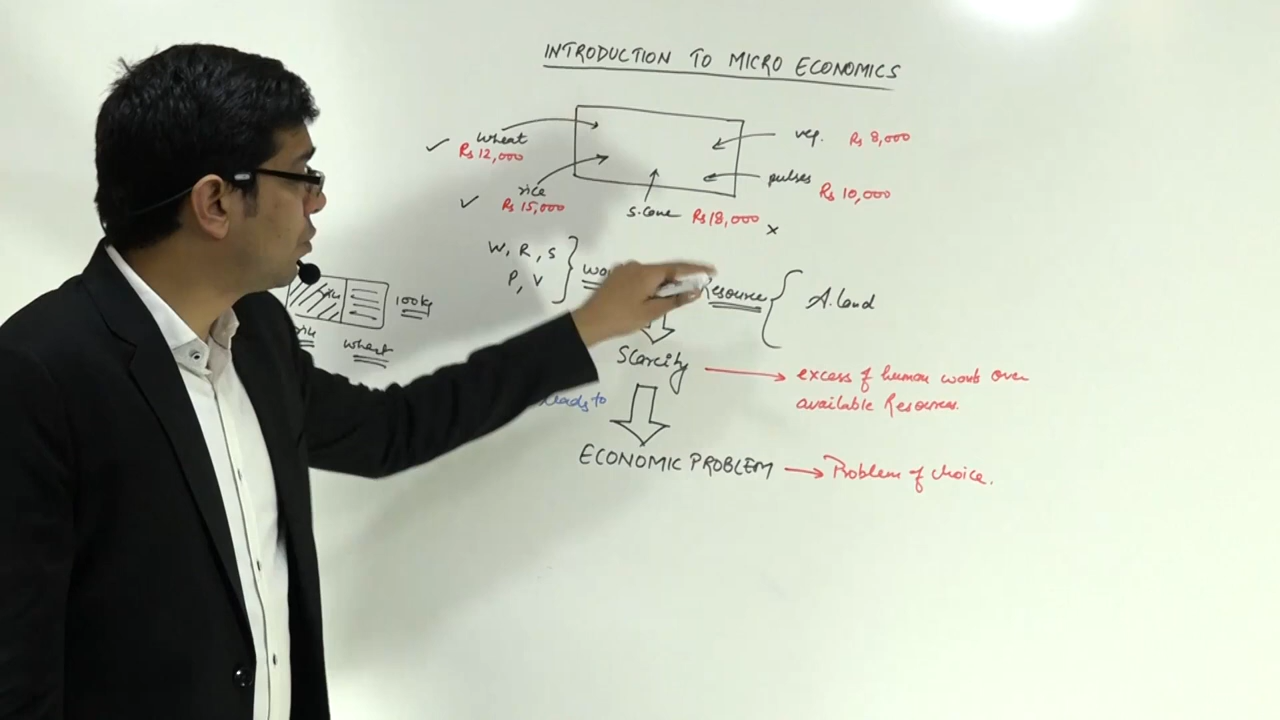 INTRODUCTION TO MICRO ECONOMICS
wheat
Rs 12,000
rice
Rs 15,000
s.cane Rs 18,000 x
veg. Rs 8,000
pulses
Rs 10,000
W, R, S
P, V
Resource
A. Land
100kg
wheat
Scarcity
excess of human wants over
available Resources.
leads to
ECONOMIC PROBLEM
Problem of choice.